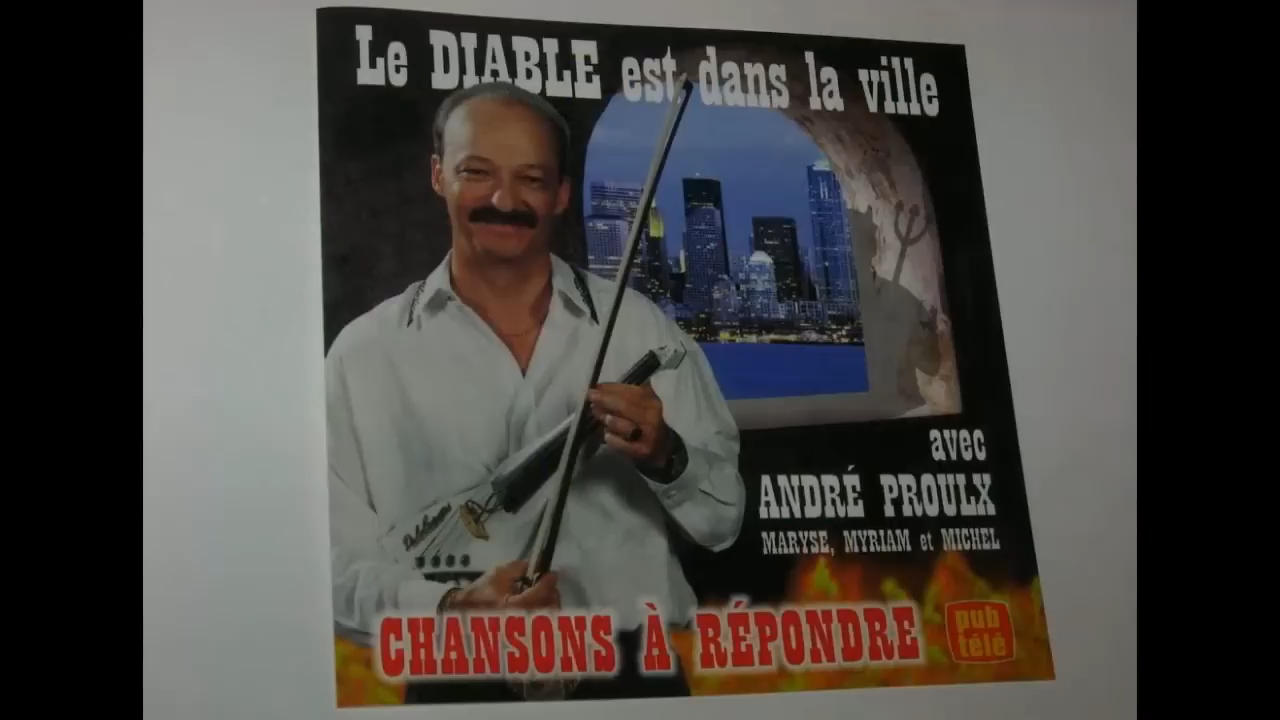 Le DIABLE est dans la ville
avec
ANDRÉ PROULX
MARYSE, MYRIAM et MICHEL
CHANSONS À RÉPONDRE
pub
télé